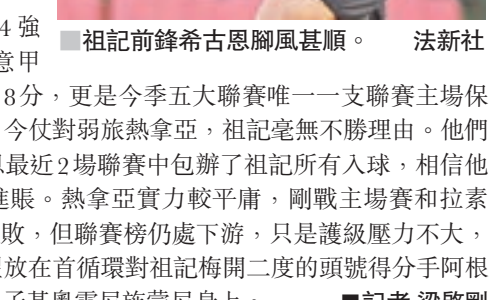 4強
■祖記前鋒希古恩腳風甚順。 法新社
意甲
8分，更是今季五大聯賽唯一一支聯賽主場保
今仗對弱旅熱拿亞，祖記毫無不勝理由。他們
最近2場聯賽中包辦了祖記所有入球，相信他
進賬。熱拿亞實力較平庸，剛戰主場賽和拉素
敗，但聯賽榜仍處下游，只是護級壓力不大，
放在首循環對祖記梅開二度的頭號得分手阿根